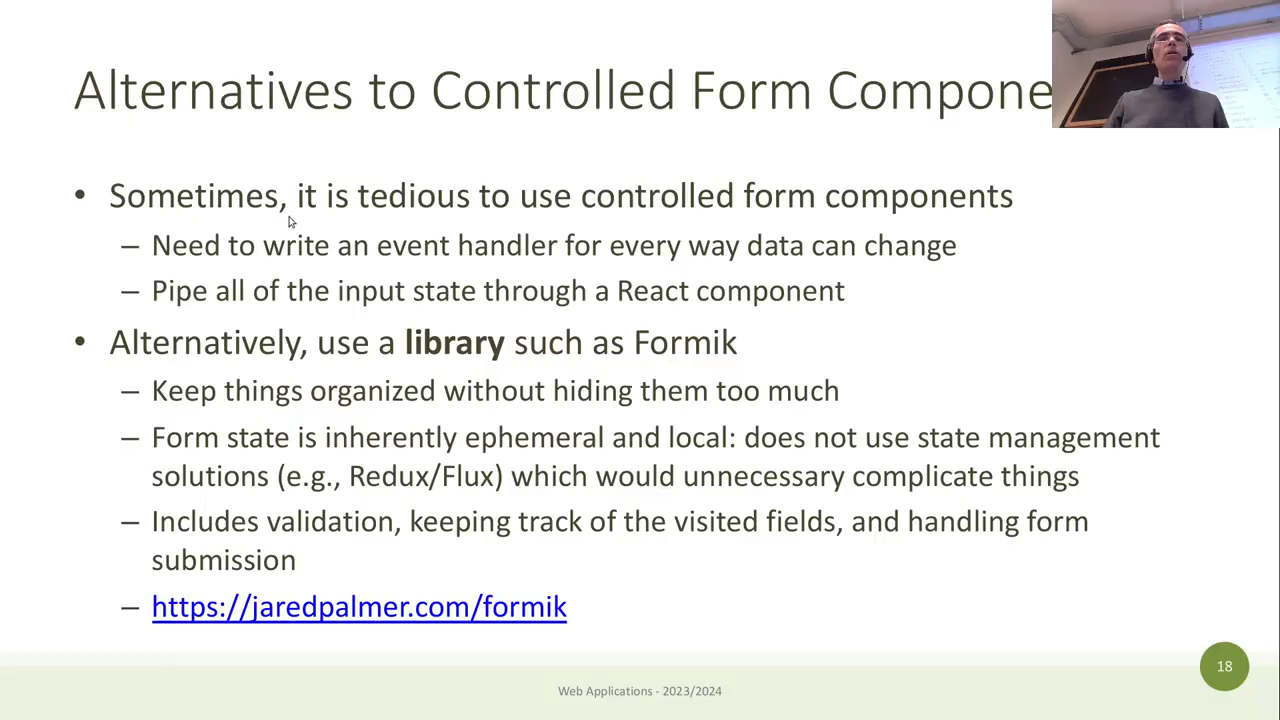 Alternatives to Controlled Form Compone
• Sometimes, it is tedious to use controlled form components
– Need to write an event handler for every way data can change
– Pipe all of the input state through a React component
• Alternatively, use a library such as Formik
– Keep things organized without hiding them too much
– Form state is inherently ephemeral and local: does not use state management
solutions (e.g., Redux/Flux) which would unnecessary complicate things
– Includes validation, keeping track of the visited fields, and handling form
submission
– https://jaredpalmer.com/formik
18
Web Applications - 2023/2024